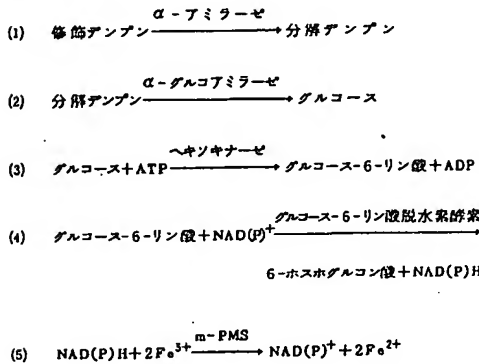 α-アミラーゼ
(1) 修飾デンプン → 分解デンプン
α-グルコアミラーゼ
(2) 分解デンプン → グルコース
ヘキソキナーゼ
(3) グルコース+ATP → グルコース-6-リン酸+ADP
グルコース-6-リン酸脱水素酵素
(4) グルコース-6-リン酸+NAD(P)⁺ →
6-ホスホグルコン酸+NAD(P)H
m-PMS
(5) NAD(P)H+2Fe³⁺ → NAD(P)⁺+2Fe²⁺